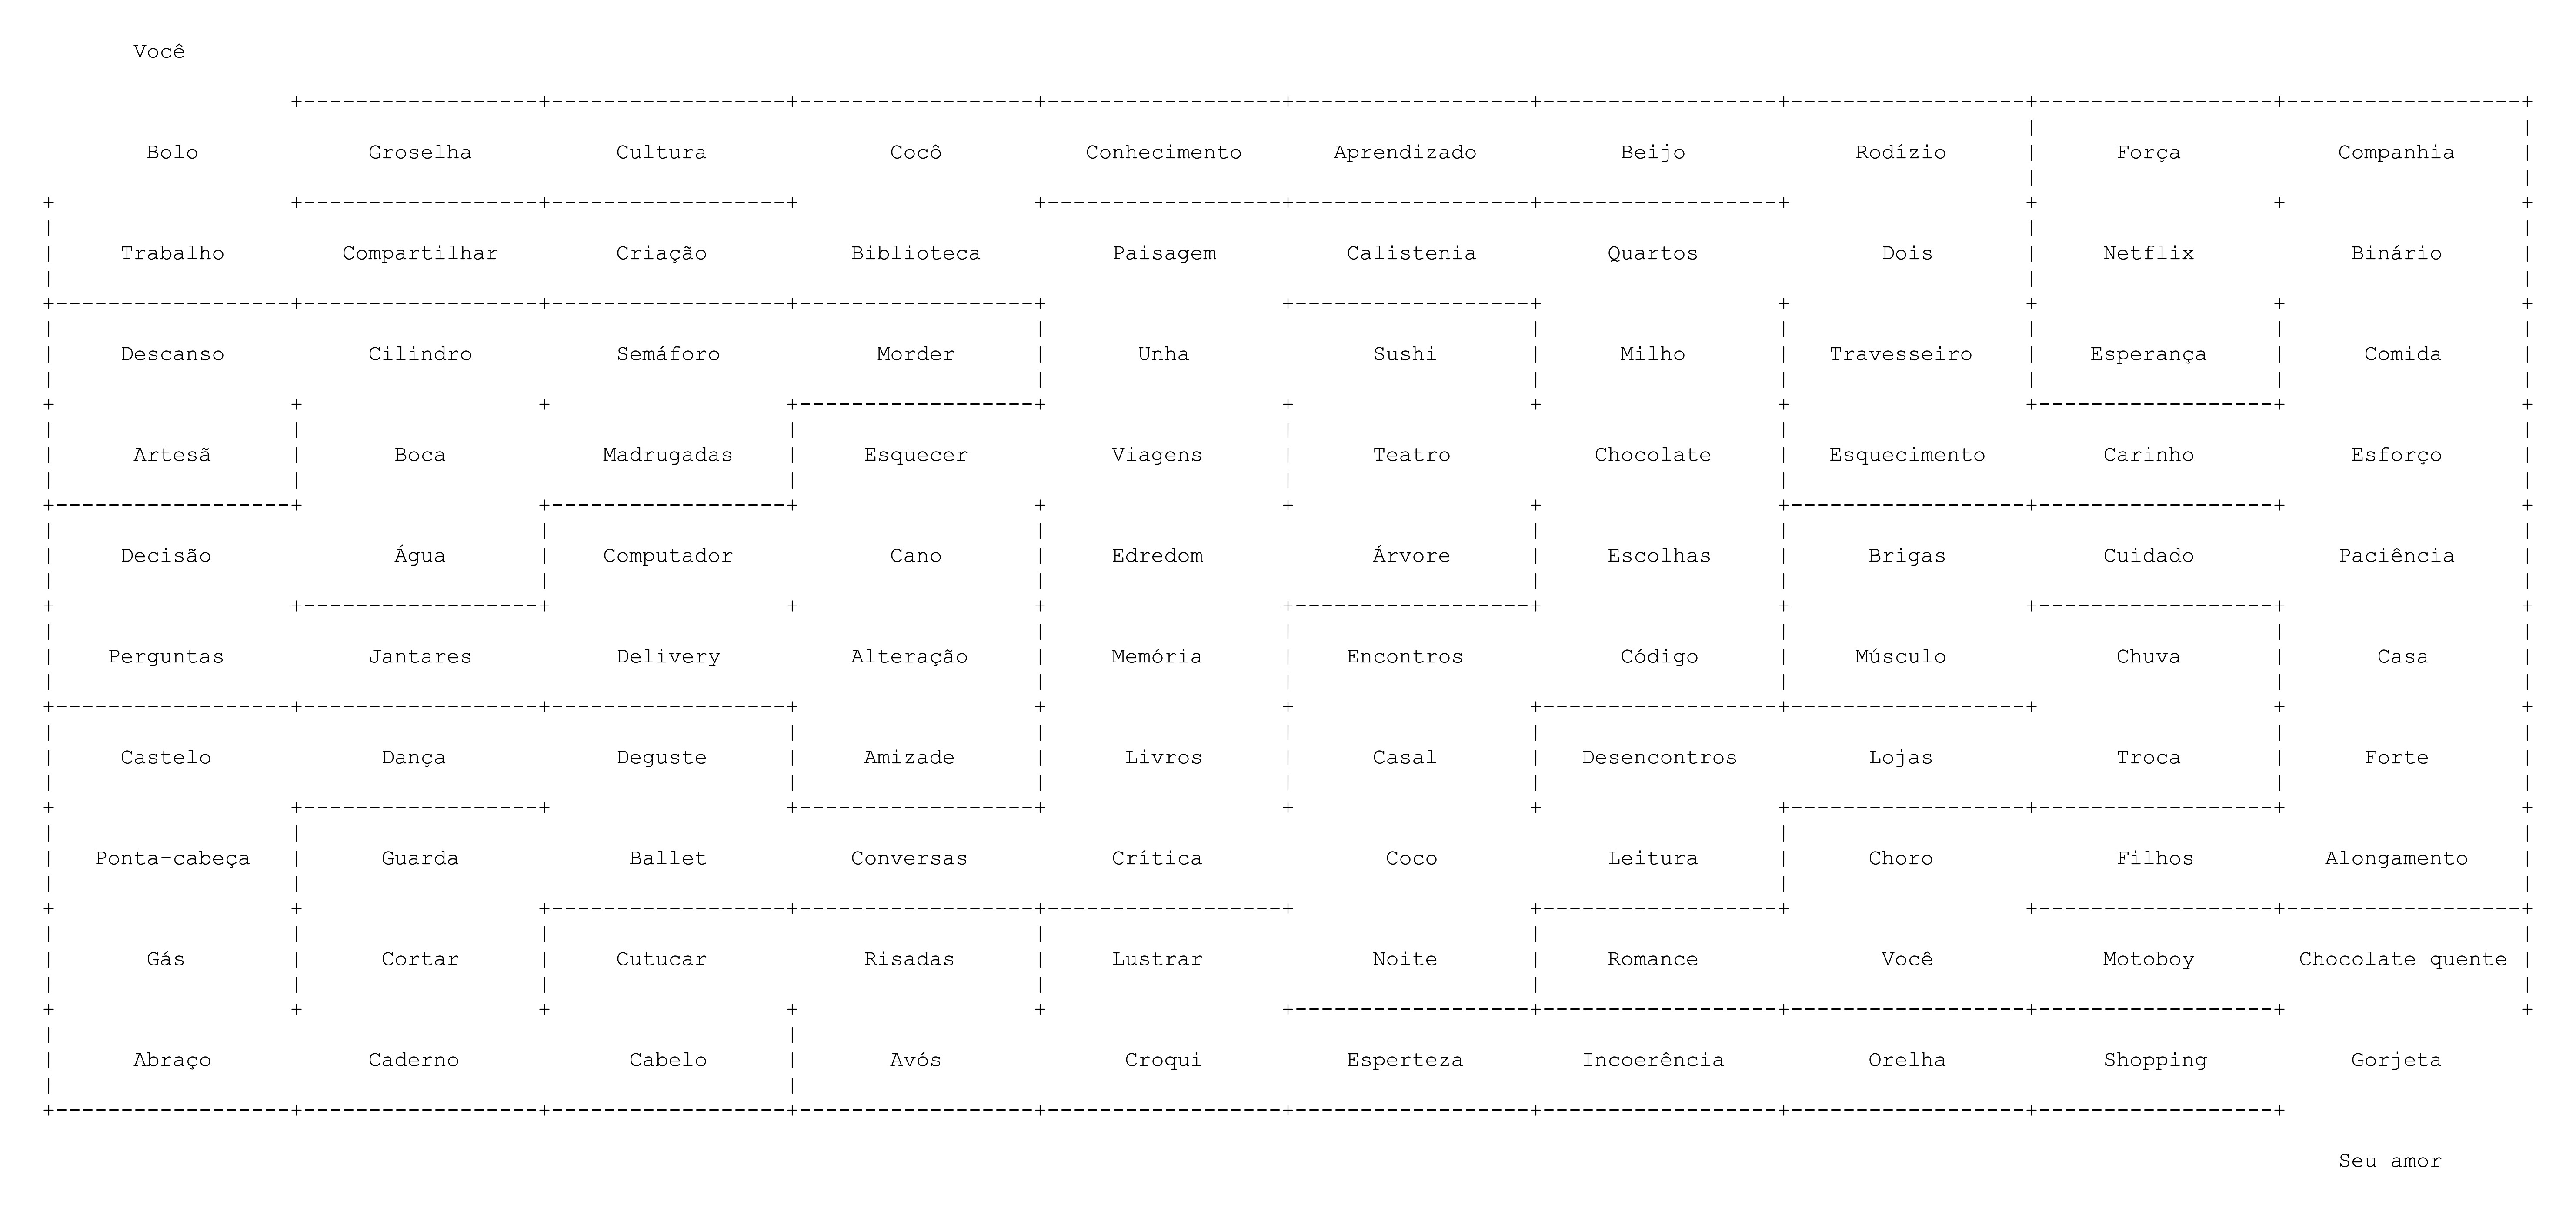 Você
Bolo Groselha Cultura Cocô Conhecimento Aprendizado Beijo Rodízio Força Companhia
Trabalho Compartilhar Criação Biblioteca Paisagem Calistenia Quartos Dois Netflix Binário
Descanso Cilindro Semáforo Morder Unha Sushi Milho Travesseiro Esperança Comida
Artesã Boca Madrugadas Esquecer Viagens Teatro Chocolate Esquecimento Carinho Esforço
Decisão Água Computador Cano Edredom Árvore Escolhas Brigas Cuidado Paciência
Perguntas Jantares Delivery Alteração Memória Encontros Código Músculo Chuva Casa
Castelo Dança Deguste Amizade Livros Casal Desencontros Lojas Troca Forte
Ponta-cabeça Guarda Ballet Conversas Crítica Coco Leitura Choro Filhos Alongamento
Gás Cortar Cutucar Risadas Lustrar Noite Romance Você Motoboy Chocolate quente
Abraço Caderno Cabelo Avós Croqui Esperteza Incoerência Orelha Shopping Gorjeta
Seu amor